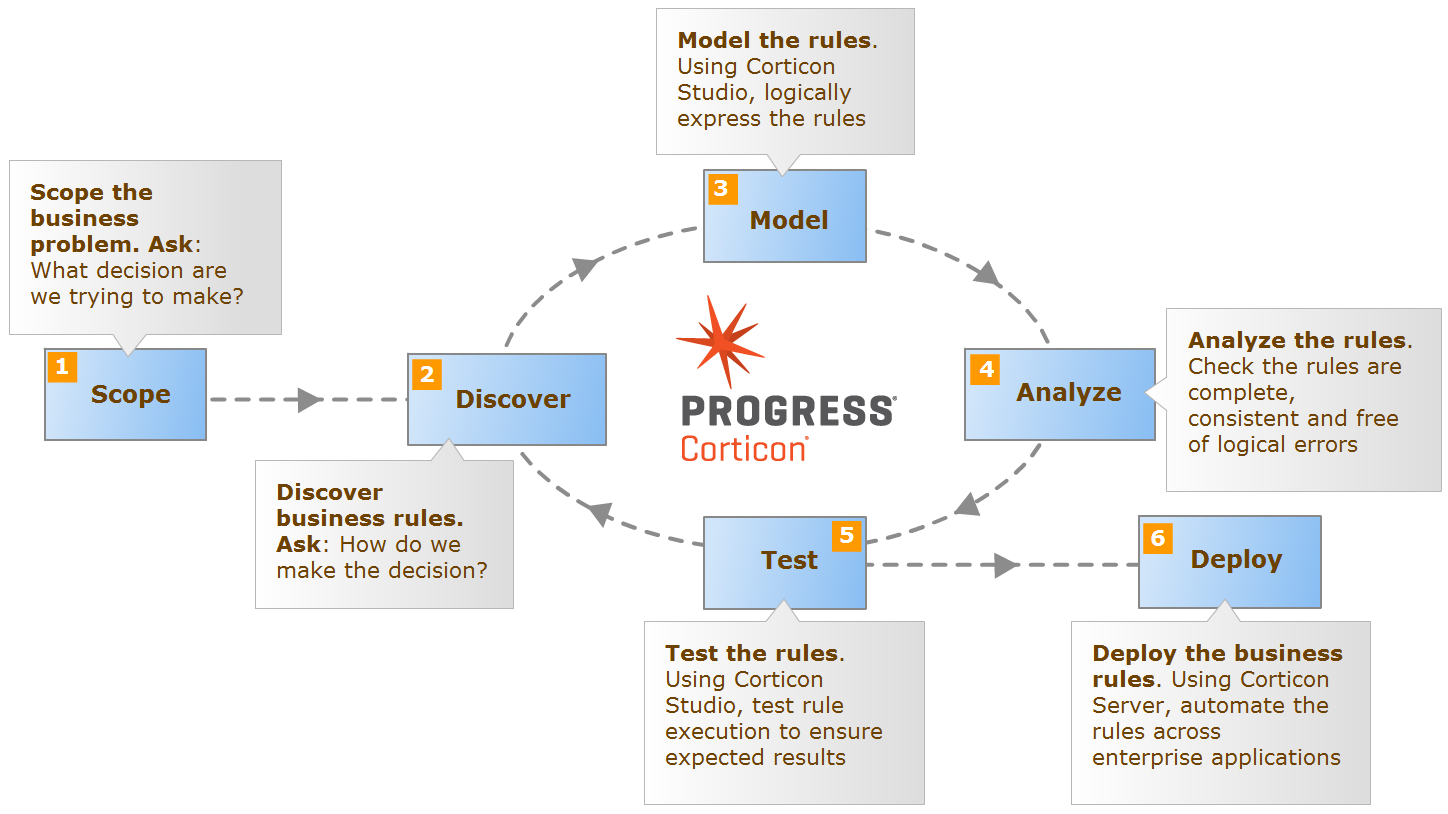 Scope the
business
problem. Ask:
What decision are
we trying to make?
1
Scope
2
Discover
Discover
business rules.
Ask: How do we
make the decision?
Model the rules.
Using Corticon
Studio, logically
express the rules
3
Model
PROGRESS®
Corticon®
4
Analyze
Analyze the rules.
Check the rules are
complete,
consistent and free
of logical errors
5
Test
Test the rules.
Using Corticon
Studio, test rule
execution to ensure
expected results
6
Deploy
Deploy the business
rules. Using Corticon
Server, automate the
rules across
enterprise applications